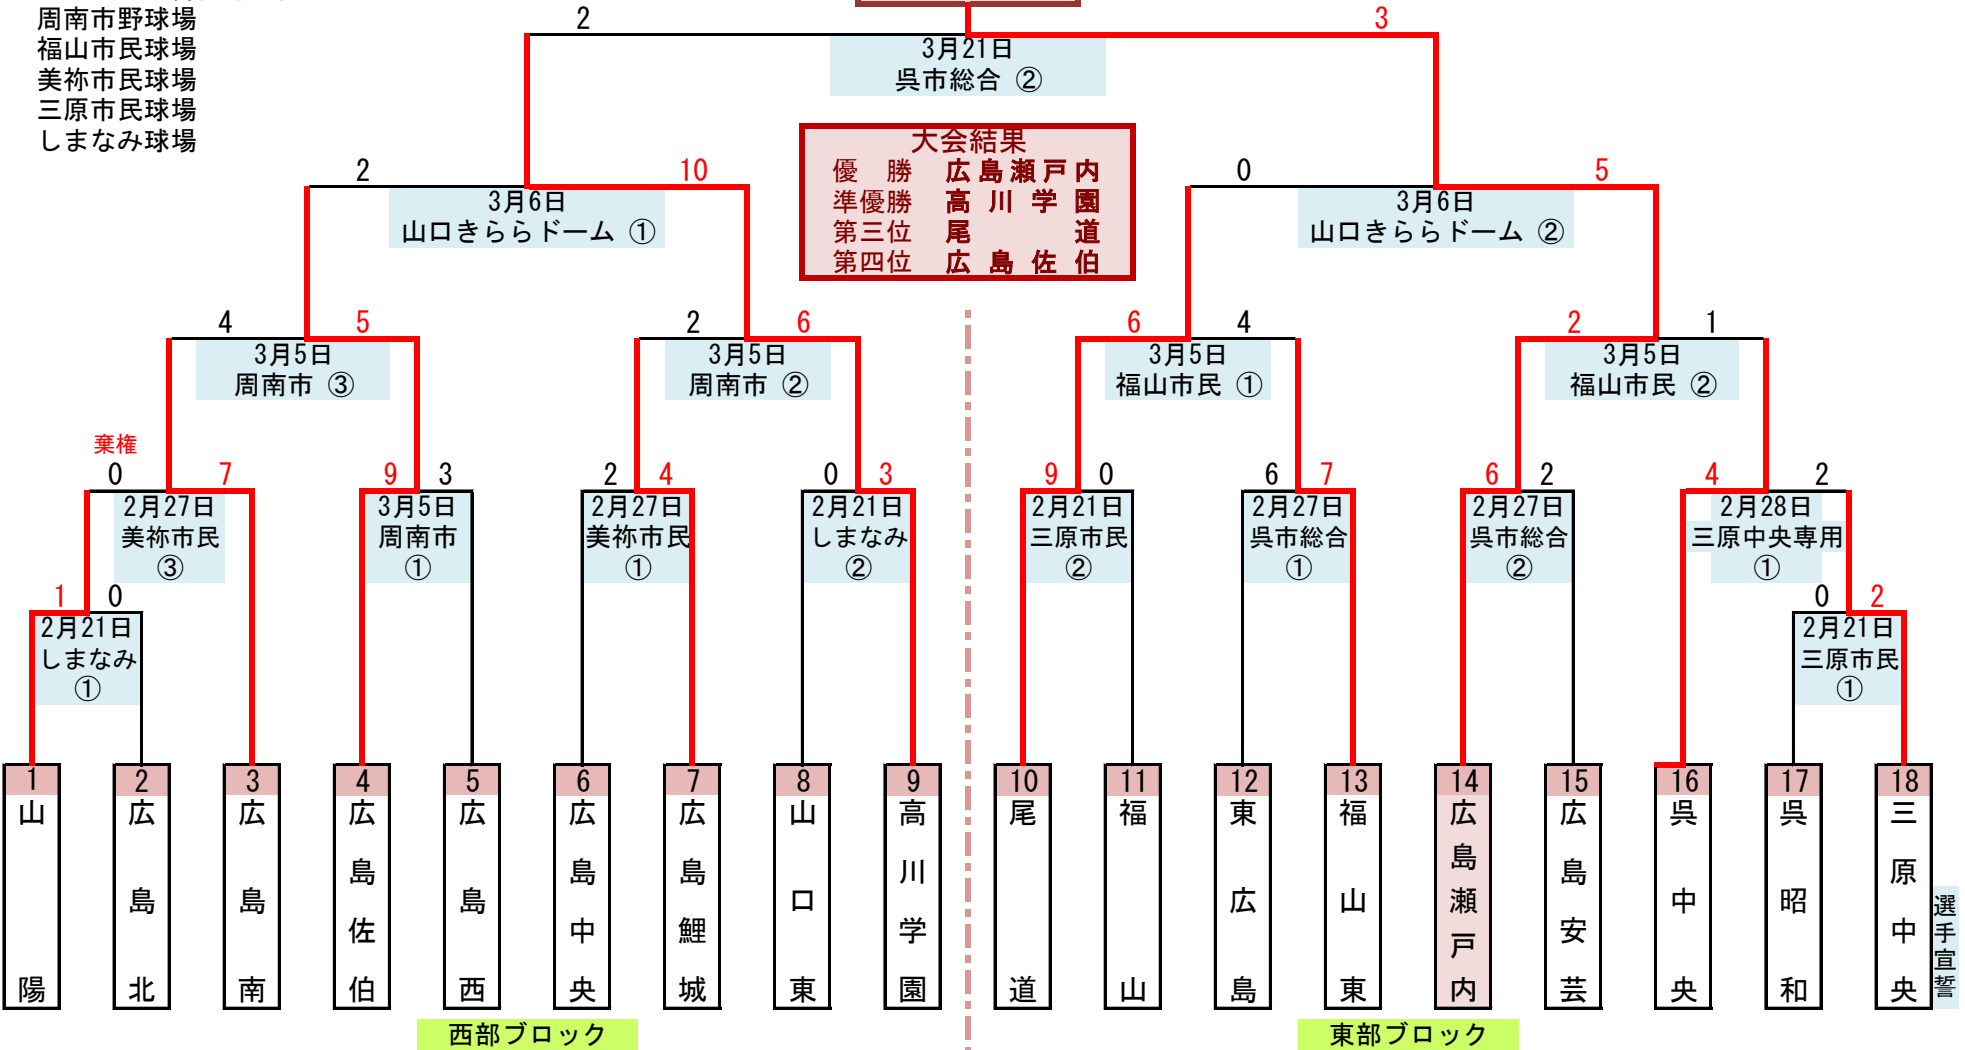 周南市野球場
福山市民球場
美祢市民球場
三原市民球場
しまなみ球場
2
3
3月21日
呉市総合 ②
大会結果
優 勝 広島瀬戸内
準優勝 高川学園
第三位 尾道
第四位 広島佐伯
2
10
3月6日
山口きららドーム ①
0
5
3月6日
山口きららドーム ②
4
5
3月5日
周南市 ③
2
6
3月5日
周南市 ②
6
4
3月5日
福山市民 ①
2
1
3月5日
福山市民 ②
棄権
0
7
2月27日
美祢市民
③
9
3
3月5日
周南市
①
2
4
2月27日
美祢市民
①
0
3
2月21日
しまなみ
②
9
0
2月21日
三原市民
②
6
7
2月27日
呉市総合
①
6
2
2月27日
呉市総合
②
4
2
2月28日
三原中央専用
①
1
0
2月21日
しまなみ
①
0
2
2月21日
三原市民
①
1
山陽
2
広島北
3
広島南
4
広島佐伯
5
広島西
6
広島中央
7
広島鯉城
8
山口東
9
高川学園
10
尾道
11
福山
12
東広島
13
福山東
14
広島瀬戸内
15
広島安芸
16
呉中央
17
呉昭和
18
三原中央
選手宣誓
西部ブロック
東部ブロック